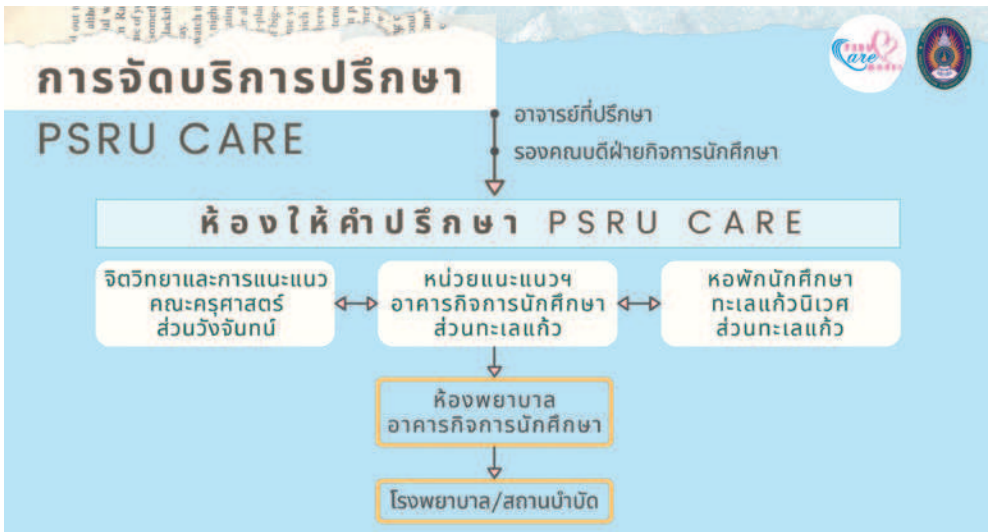 การจัดบริการปรึกษา
PSRU CARE
อาจารย์ที่ปรึกษา
รองคณบดีฝ่ายกิจการนักศึกษา
ห้องให้คำปรึกษา PSRU CARE
จิตวิทยาและการแนะแนว
คณะครุศาสตร์
ส่วนวังจันทน์
หน่วยแนะแนวฯ
อาคารกิจการนักศึกษา
ส่วนทะเลแก้ว
หอพักนักศึกษา
ทะเลแก้วนิเวศ
ส่วนทะเลแก้ว
ห้องพยาบาล
อาคารกิจการนักศึกษา
โรงพยาบาล/สถานบำบัด